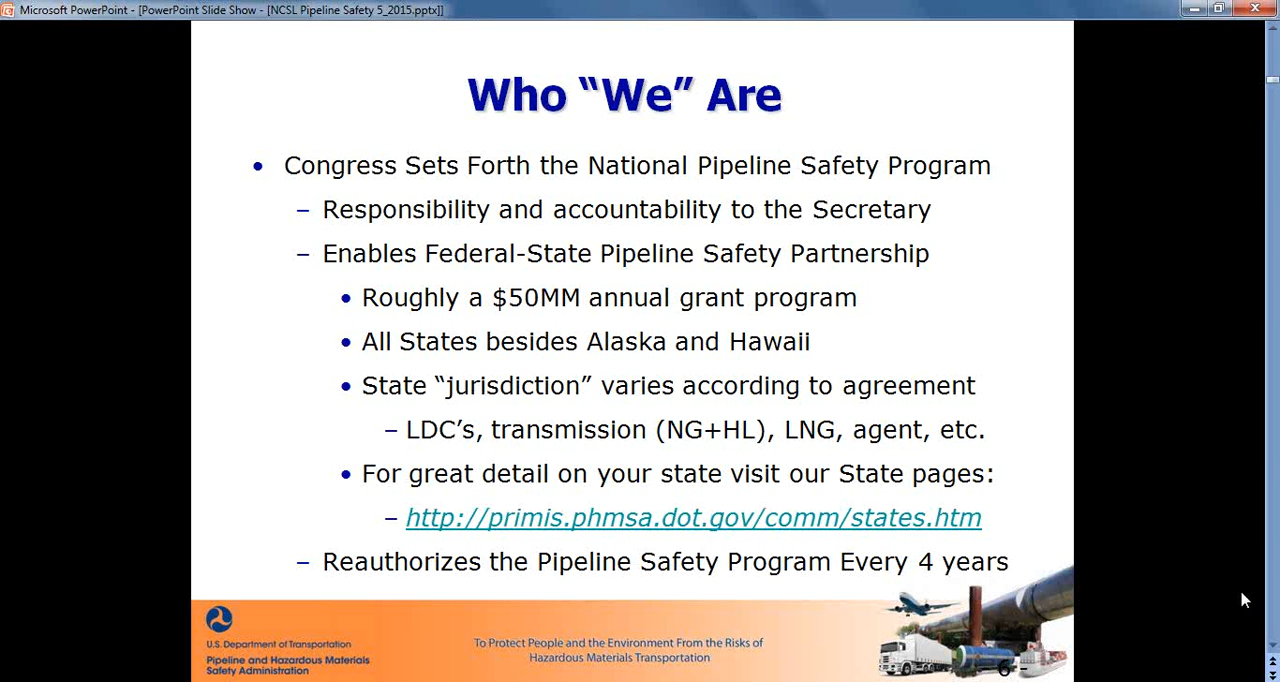 Microsoft PowerPoint - [PowerPoint Slide Show - [NCSL Pipeline Safety 5_2015.pptx]]
Who “We” Are
• Congress Sets Forth the National Pipeline Safety Program
– Responsibility and accountability to the Secretary
– Enables Federal-State Pipeline Safety Partnership
• Roughly a $50MM annual grant program
• All States besides Alaska and Hawaii
• State “jurisdiction” varies according to agreement
– LDC’s, transmission (NG+HL), LNG, agent, etc.
• For great detail on your state visit our State pages:
– http://primis.phmsa.dot.gov/comm/states.htm
– Reauthorizes the Pipeline Safety Program Every 4 years
U.S. Department of Transportation
Pipeline and Hazardous Materials
Safety Administration
To Protect People and the Environment From the Risks of
Hazardous Materials Transportation
- 6 -